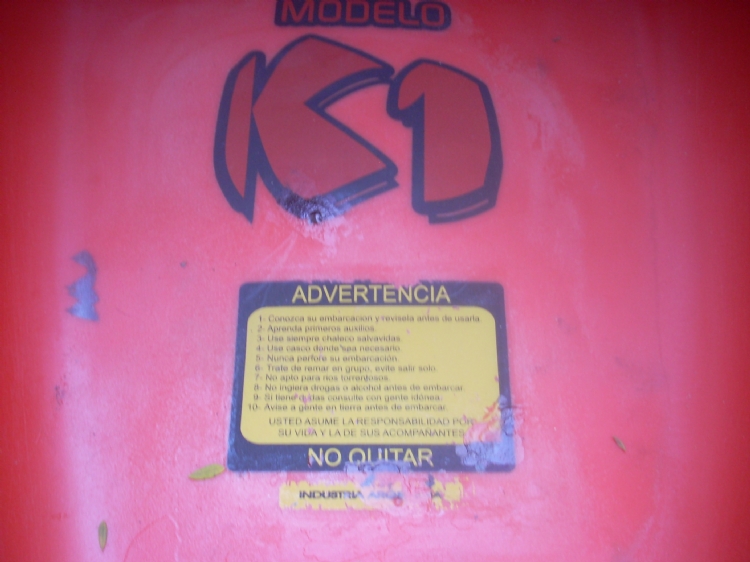 MODELO
K1
ADVERTENCIA
1- Conozca su embarcación y revisela antes de usarla.
2- Aprenda primeros auxilios.
3- Use siempre chaleco salvavidas.
4- Use casco donde sea necesario.
5- Nunca perfore su embarcación.
6- Trate de remar en grupo, evite salir solo.
7- No apto para rios torrentosos.
8- No ingiera drogas o alcohol antes de embarcar.
9- Si tiene dudas consulte con gente idónea.
10- Avise a gente en tierra antes de embarcar.
USTED ASUME LA RESPONSABILIDAD POR
SU VIDA Y LA DE SUS ACOMPAÑANTES
NO QUITAR
INDUSTRIA